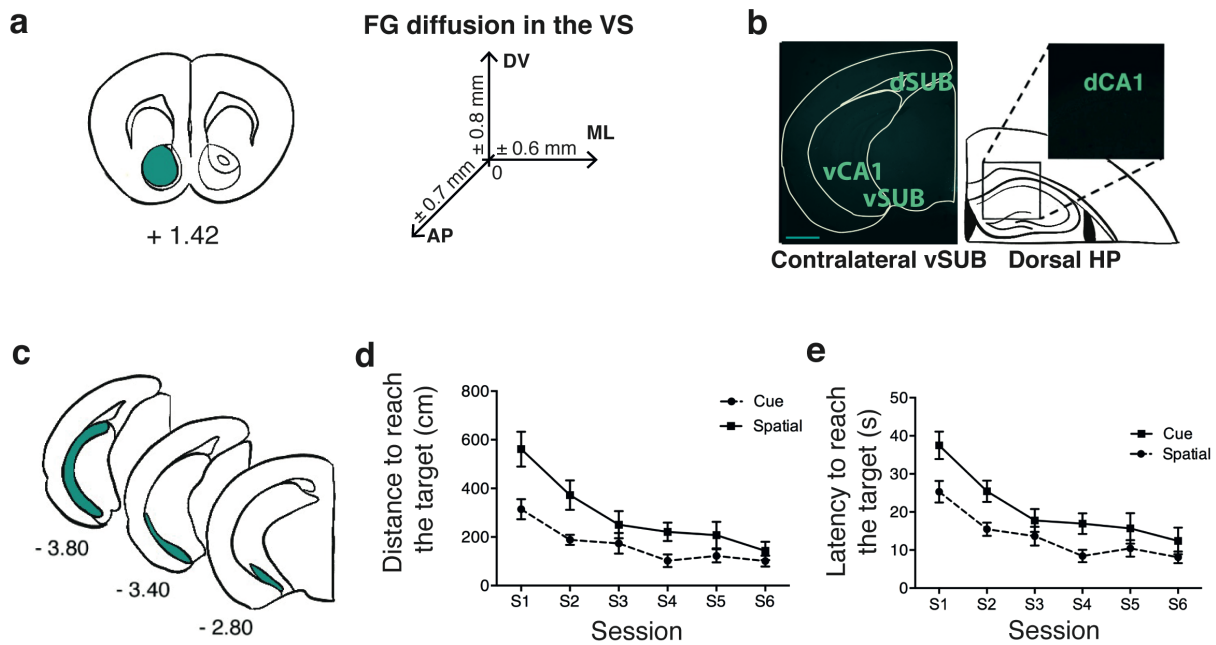 a
FG diffusion in the VS
DV
± 0.8 mm
ML
± 0.6 mm
0
± 0.7 mm
AP
+ 1.42
b
dSUB
vCA1
vSUB
dCA1
Contralateral vSUB
Dorsal HP
c
- 3.80
- 3.40
- 2.80
d
Distance to reach
the target (cm)
800
600
400
200
0
Cue
Spatial
S1 S2 S3 S4 S5 S6
Session
e
Latency to reach
the target (s)
50
40
30
20
10
0
Cue
Spatial
S1 S2 S3 S4 S5 S6
Session